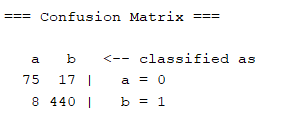 === Confusion Matrix ===
a b <-- classified as
75 17 | a = 0
8 440 | b = 1